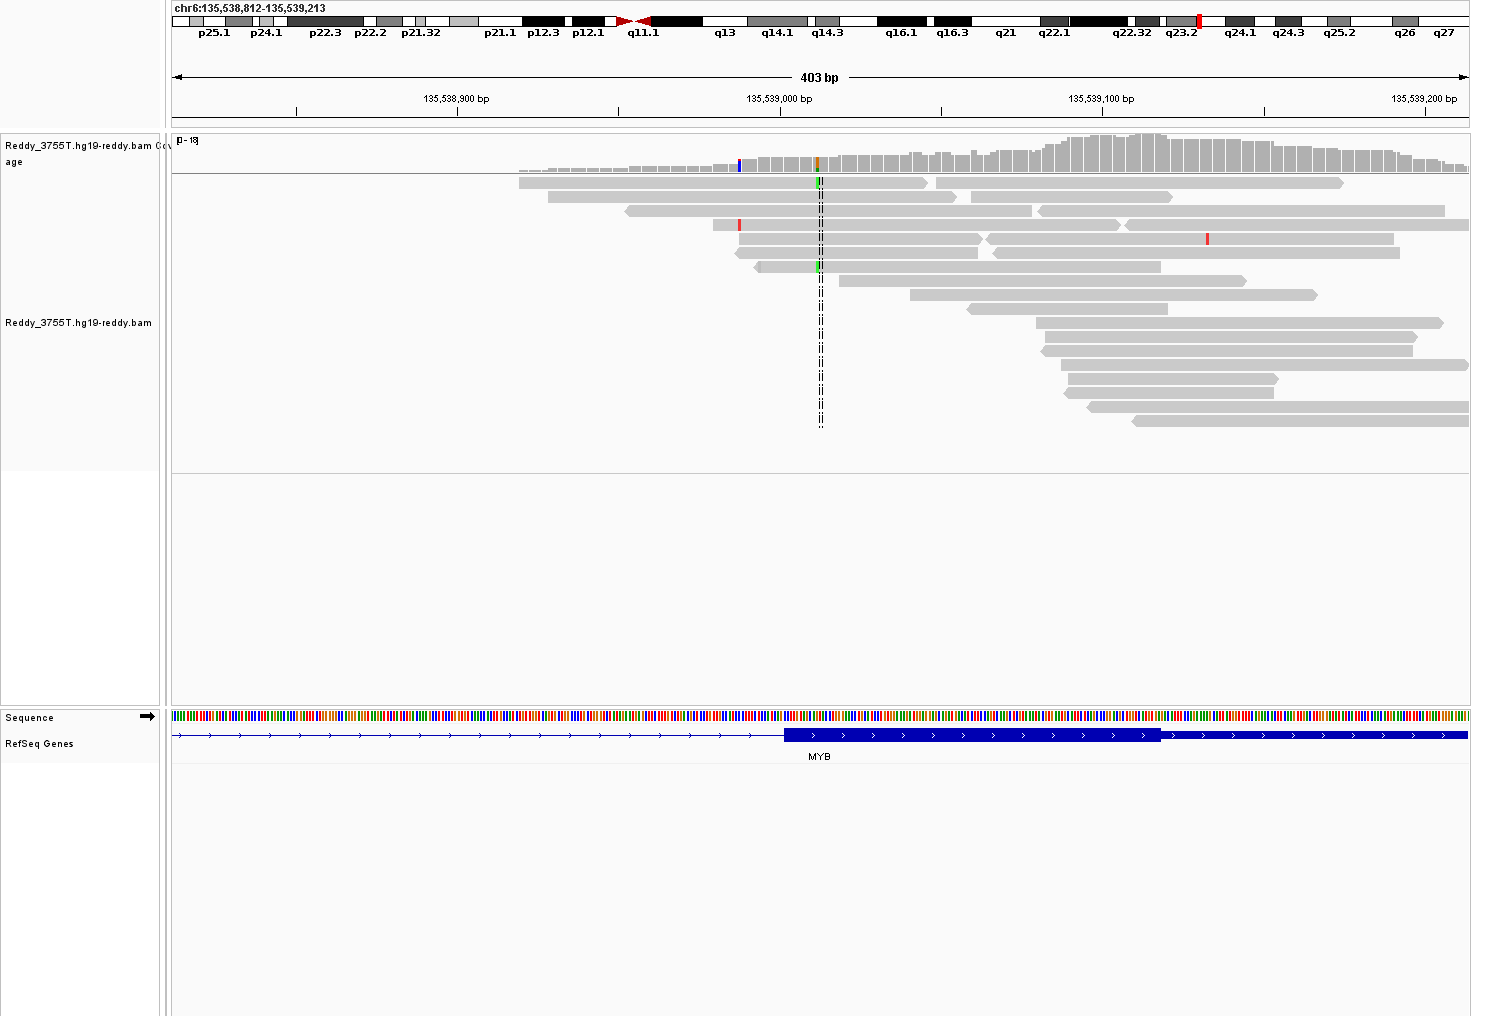 chr6:135,538,812-135,539,213
p25.1 p24.1 p22.3 p22.2 p21.32 p21.1 p12.3 p12.1 q11.1 q13 q14.1 q14.3 q16.1 q16.3 q21 q22.1 q22.32 q23.2 q24.1 q24.3 q25.2 q26 q27
403 bp
135,538,900 bp 135,539,000 bp 135,539,100 bp 135,539,200 bp
Reddy_3755T.hg19-reddy.bam Cov
age
[0 - 18]
Reddy_3755T.hg19-reddy.bam
Sequence
RefSeq Genes
MYB